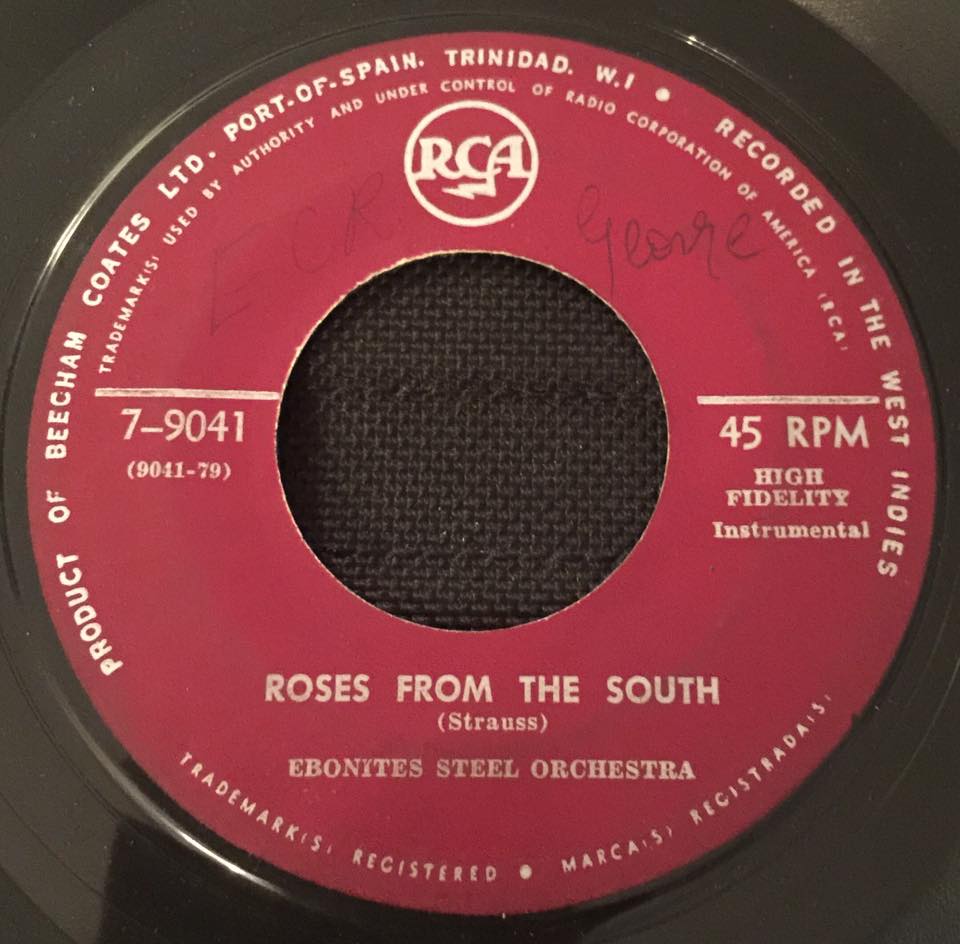 PRODUCT OF BEECHAM COATES LTD. PORT-OF-SPAIN. TRINIDAD. W.I • RECORDED IN THE WEST INDIES
TRADEMARK(S) USED BY AUTHORITY AND UNDER CONTROL OF RADIO CORPORATION OF AMERICA (RCA)
RCA
ECR George
7-9041
(9041-79)
45 RPM
HIGH
FIDELITY
Instrumental
ROSES FROM THE SOUTH
(Strauss)
EBONITES STEEL ORCHESTRA
TRADEMARK(S) REGISTERED • MARCA(S) REGISTRADA(S)